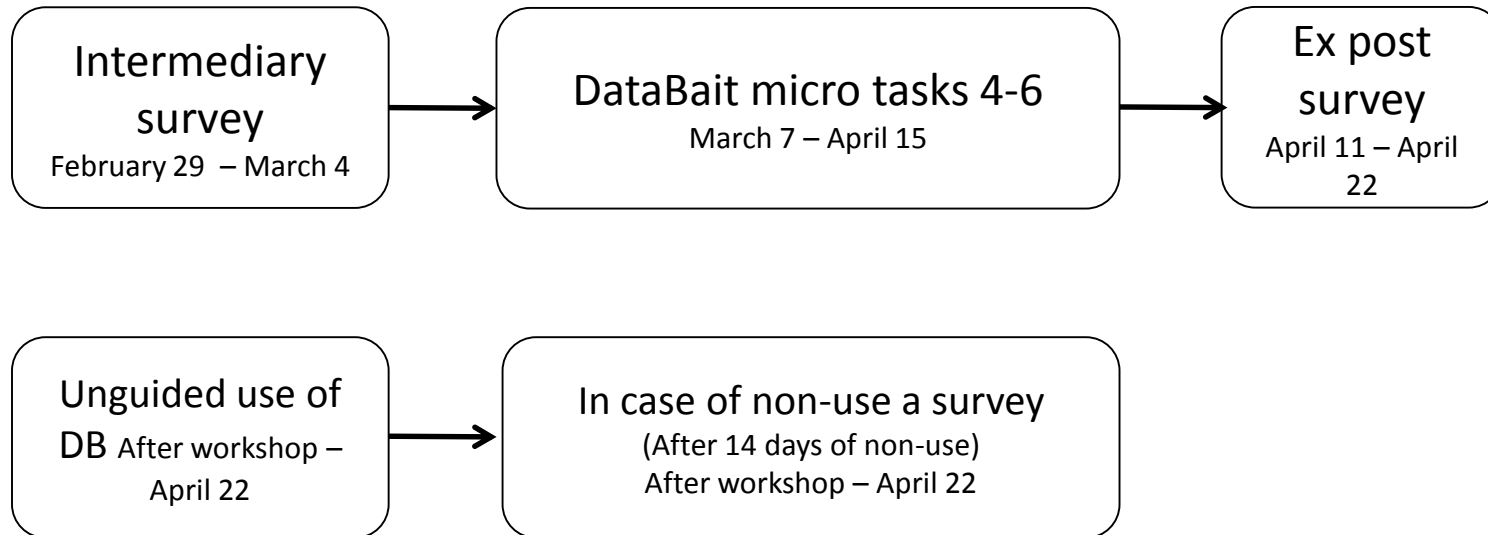 Intermediary
survey
February 29 – March 4
DataBait micro tasks 4-6
March 7 – April 15
Ex post
survey
April 11 – April
22
Unguided use of
DB After workshop –
April 22
In case of non-use a survey
(After 14 days of non-use)
After workshop – April 22